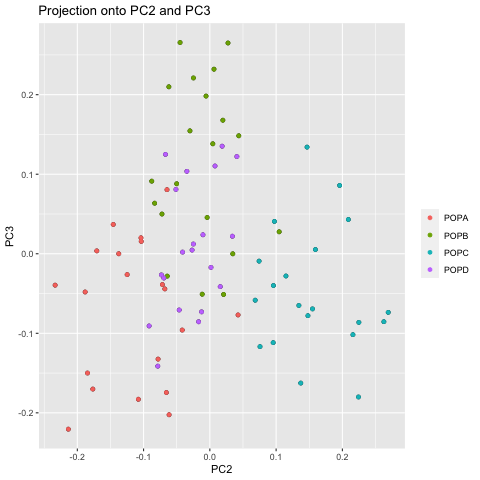 Projection onto PC2 and PC3
PC3
0.2
0.1
0.0
-0.1
-0.2
-0.2
-0.1
0.0
0.1
0.2
PC2
POPA
POPB
POPC
POPD